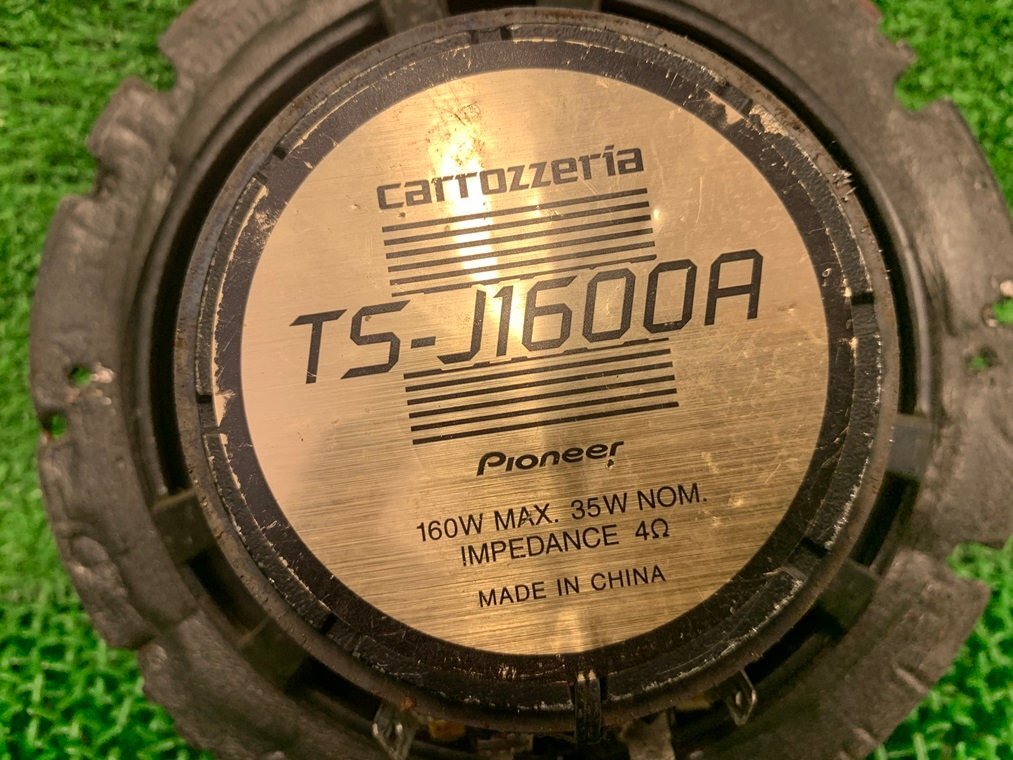 carrozzeria
TS-J1600A
Pioneer
160W MAX. 35W NOM.
IMPEDANCE 4Ω
MADE IN CHINA